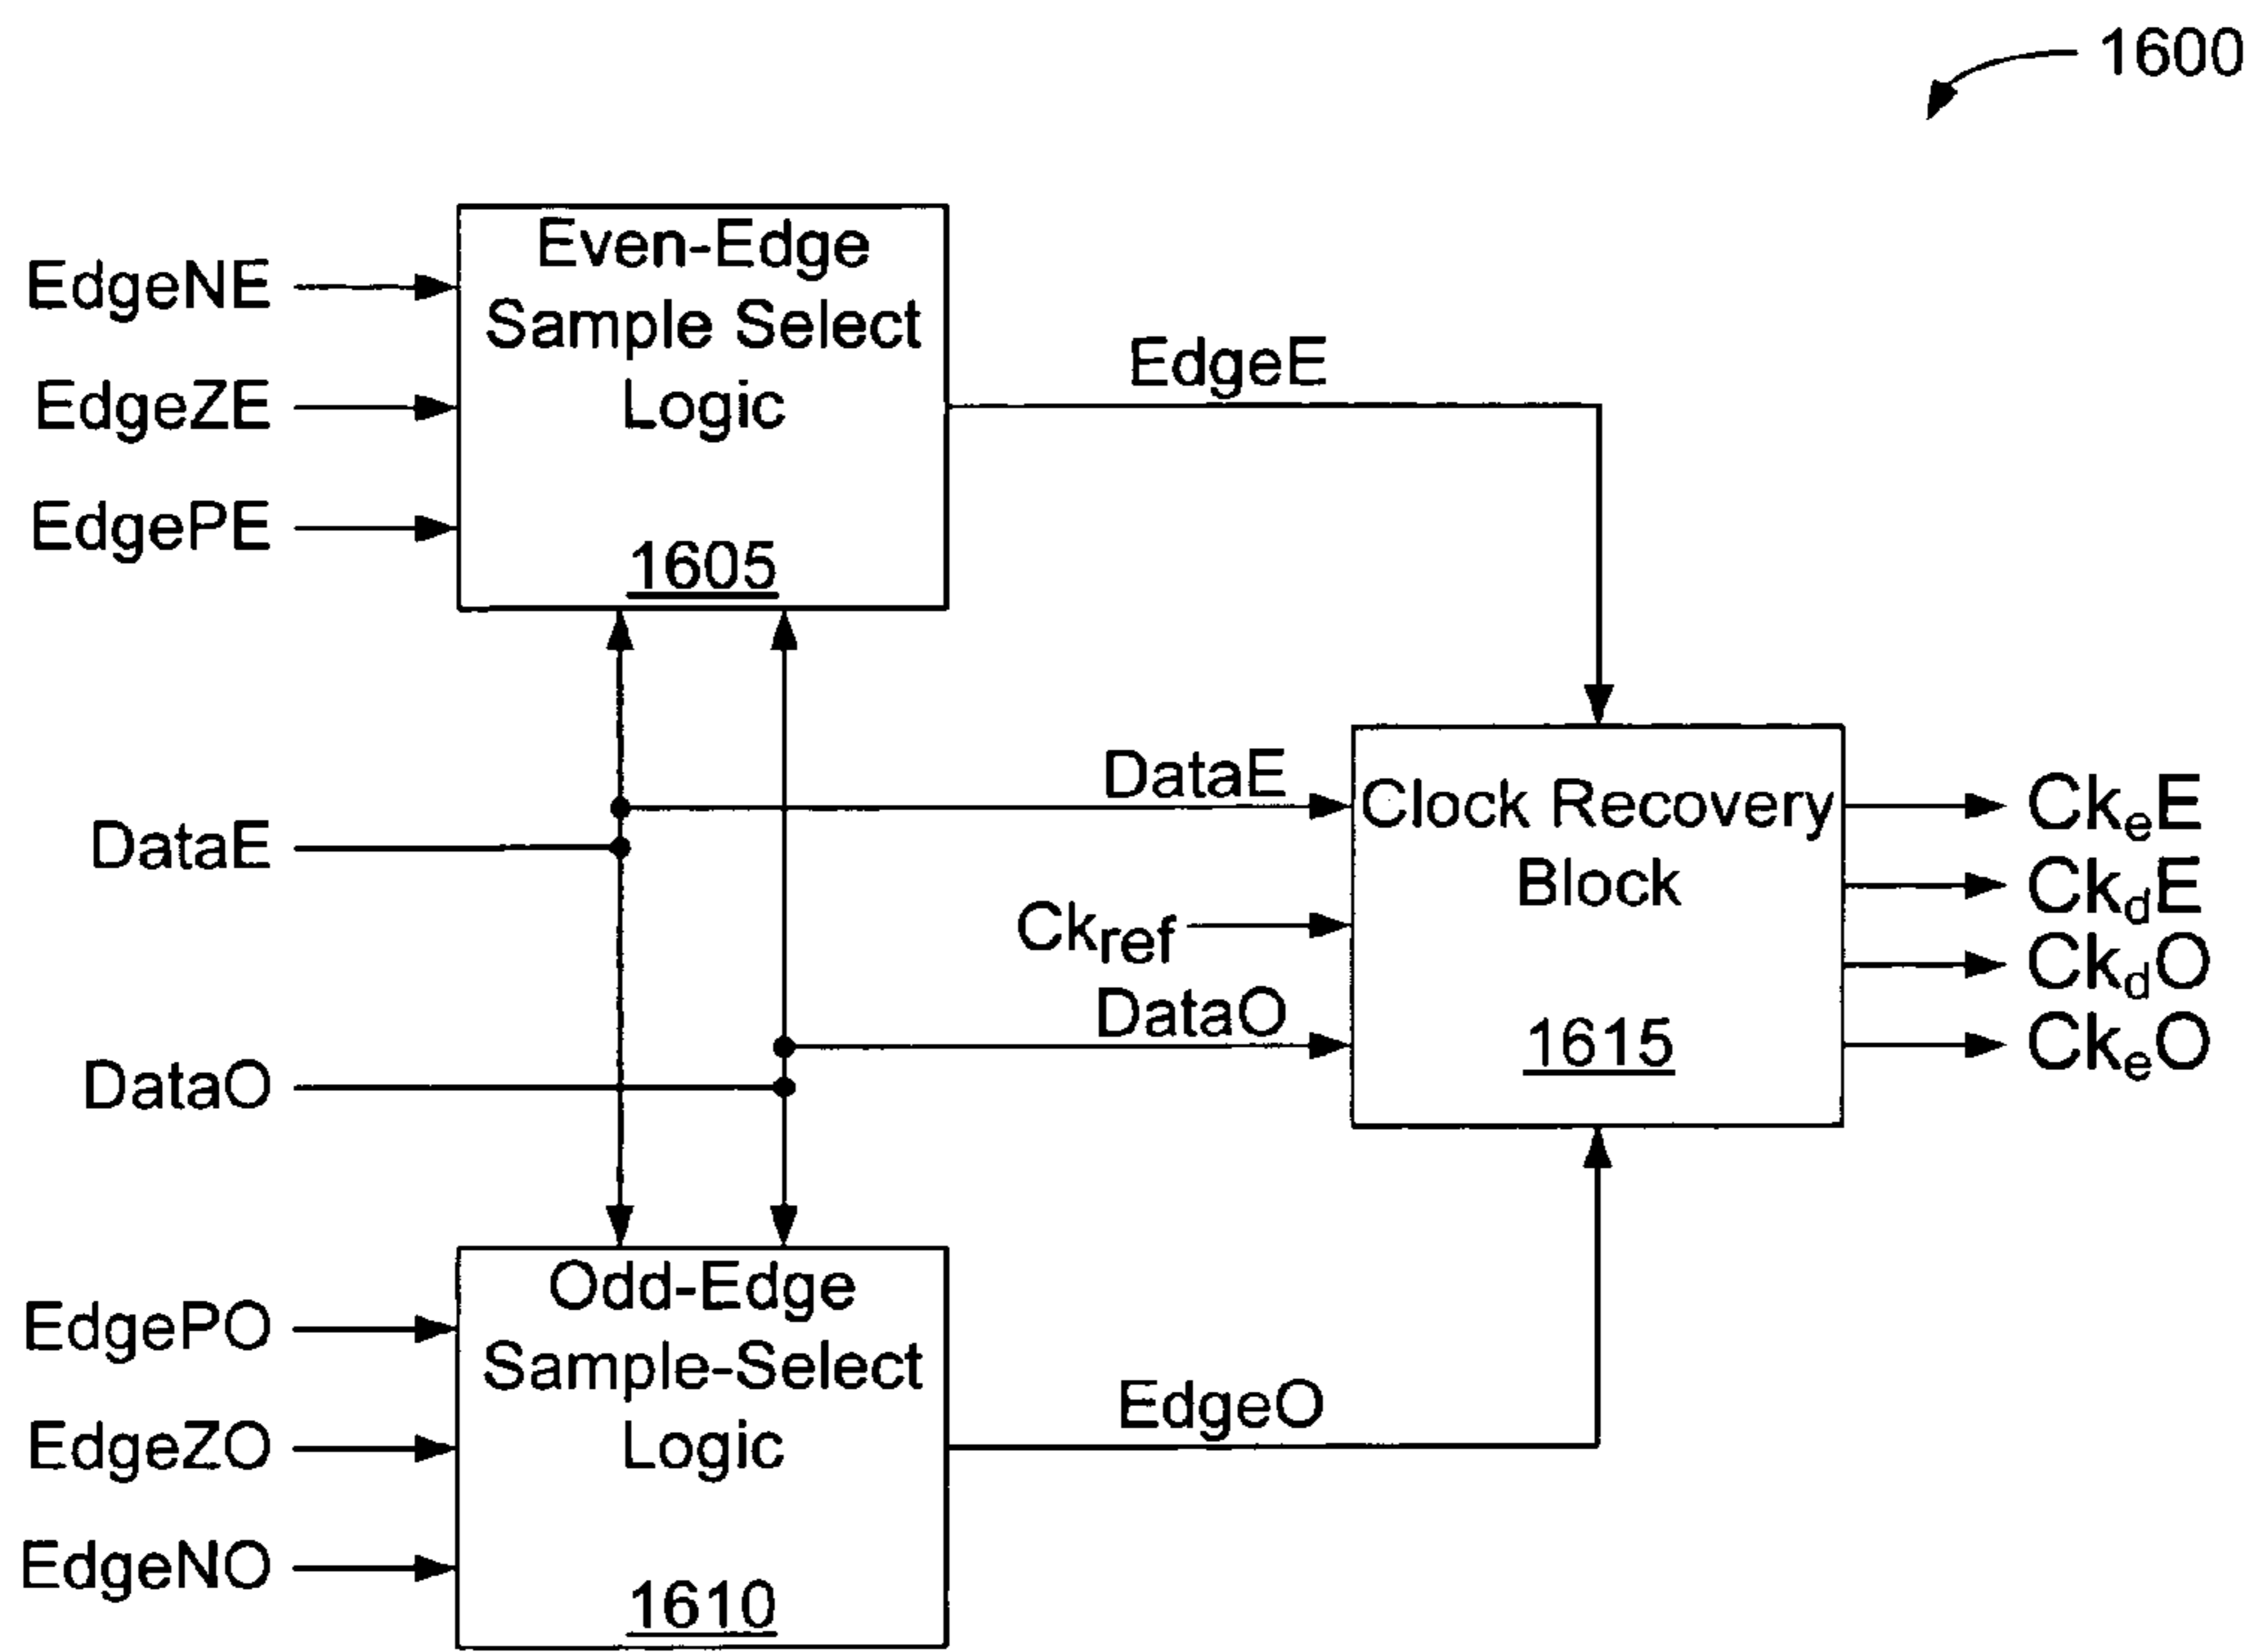 1600
Even-Edge
Sample Select
Logic
1605
EdgeNE
EdgeZE
EdgePE
EdgeE
DataE
DataO
DataE
Ckref
DataO
Clock Recovery
Block
1615
CkeE
CkdE
CkdO
CkeO
Odd-Edge
Sample-Select
Logic
1610
EdgePO
EdgeZO
EdgeNO
EdgeO